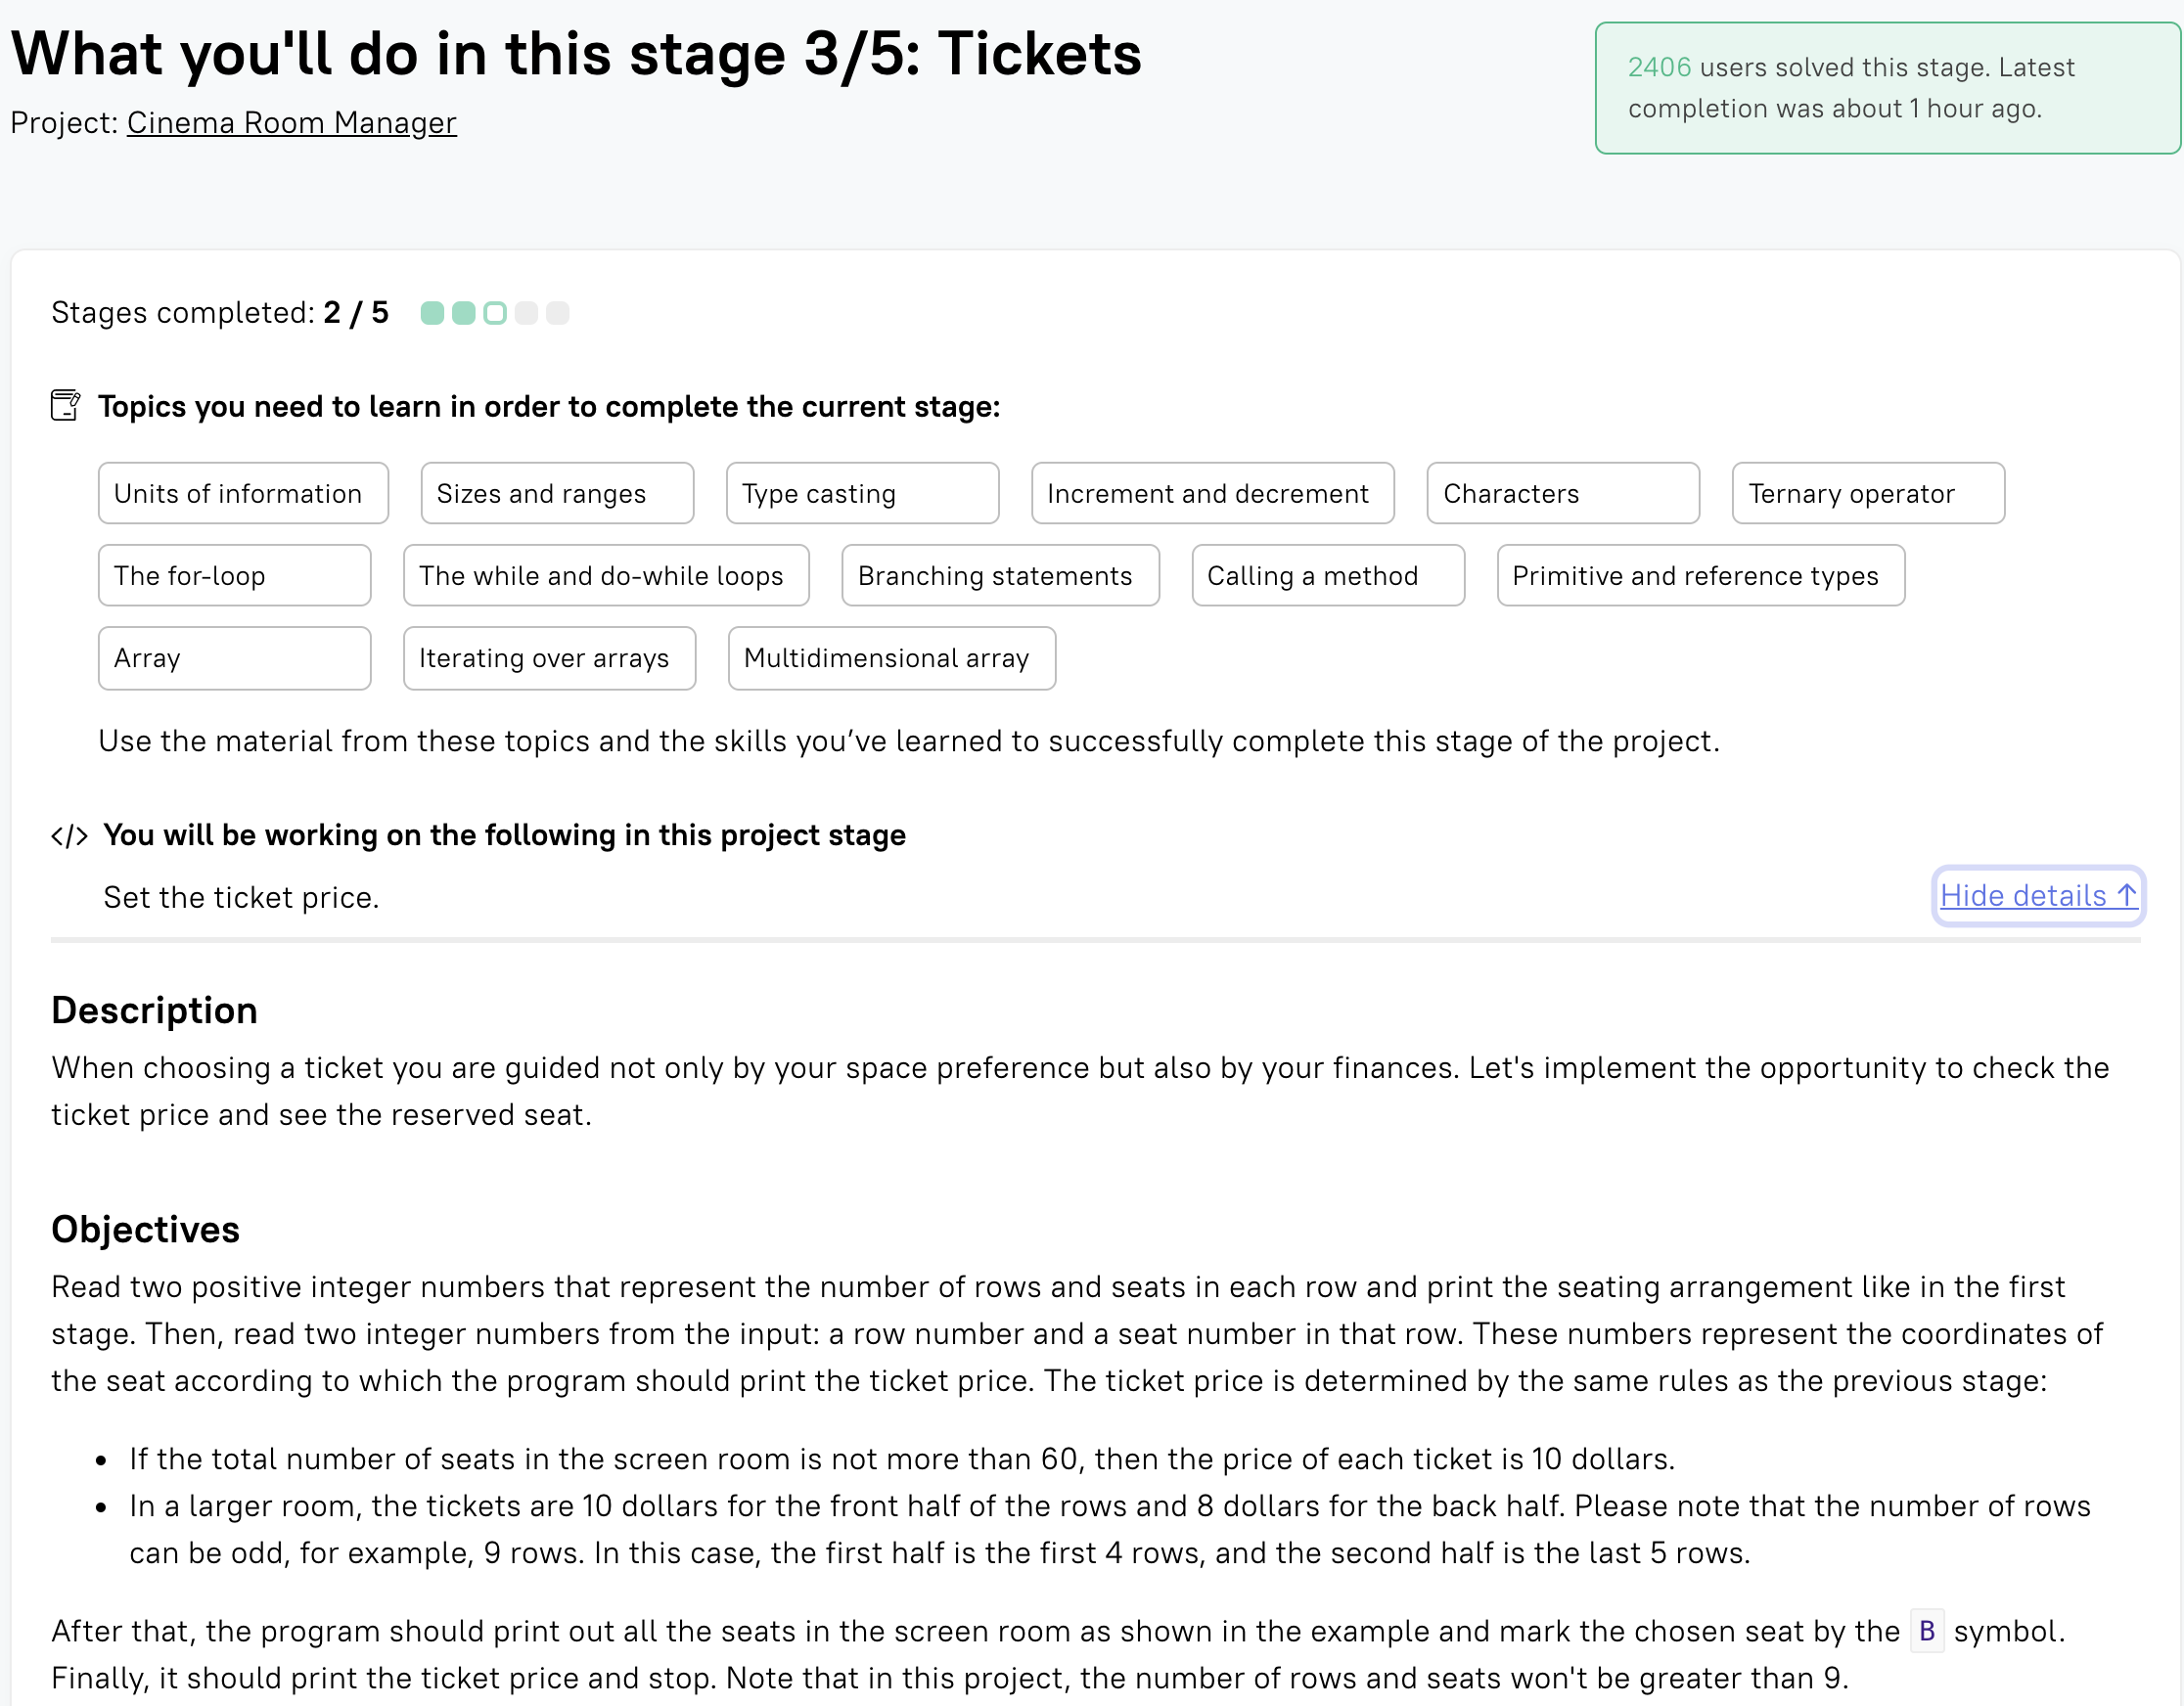 What you'll do in this stage 3/5: Tickets
Project: Cinema Room Manager
2406 users solved this stage. Latest
completion was about 1 hour ago.
Stages completed: 2 / 5
Topics you need to learn in order to complete the current stage:
Units of information
Sizes and ranges
Type casting
Increment and decrement
Characters
Ternary operator
The for-loop
The while and do-while loops
Branching statements
Calling a method
Primitive and reference types
Array
Iterating over arrays
Multidimensional array
Use the material from these topics and the skills you’ve learned to successfully complete this stage of the project.
</> You will be working on the following in this project stage
Set the ticket price.
Hide details ↑
Description
When choosing a ticket you are guided not only by your space preference but also by your finances. Let's implement the opportunity to check the
ticket price and see the reserved seat.
Objectives
Read two positive integer numbers that represent the number of rows and seats in each row and print the seating arrangement like in the first
stage. Then, read two integer numbers from the input: a row number and a seat number in that row. These numbers represent the coordinates of
the seat according to which the program should print the ticket price. The ticket price is determined by the same rules as the previous stage:
• If the total number of seats in the screen room is not more than 60, then the price of each ticket is 10 dollars.
• In a larger room, the tickets are 10 dollars for the front half of the rows and 8 dollars for the back half. Please note that the number of rows
can be odd, for example, 9 rows. In this case, the first half is the first 4 rows, and the second half is the last 5 rows.
After that, the program should print out all the seats in the screen room as shown in the example and mark the chosen seat by the B symbol.
Finally, it should print the ticket price and stop. Note that in this project, the number of rows and seats won't be greater than 9.